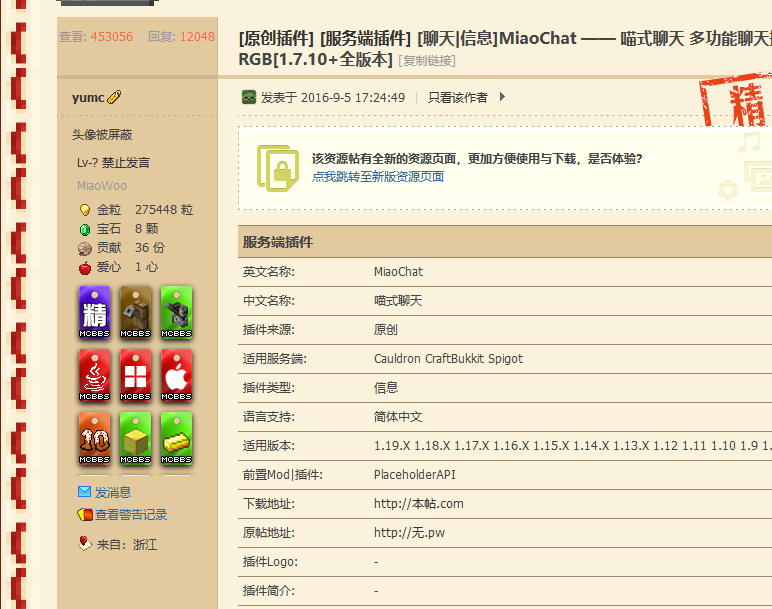 查看: 453056 回复: 12048
[原创插件] [服务端插件] [聊天|信息]MiaoChat —— 喵式聊天 多功能聊天
RGB[1.7.10+全版本] [复制链接]
yumc
发表于 2016-9-5 17:24:49 只看该作者
精
头像被屏蔽
Lv-? 禁止发言
MiaoWoo
金粒 275448 粒
宝石 8 颗
贡献 36 份
爱心 1 心
精
MCBBS MCBBS MCBBS
MCBBS MCBBS MCBBS
10
MCBBS MCBBS MCBBS
发消息
查看警告记录
来自: 浙江
该资源帖有全新的资源页面，更加方便使用与下载，是否体验?
点我跳转至新版资源页面
服务端插件
英文名称: MiaoChat
中文名称: 喵式聊天
插件来源: 原创
适用服务端: Cauldron CraftBukkit Spigot
插件类型: 信息
语言支持: 简体中文
适用版本: 1.19.X 1.18.X 1.17.X 1.16.X 1.15.X 1.14.X 1.13.X 1.12 1.11 1.10 1.9 1.
前置Mod|插件: PlaceholderAPI
下载地址: http://本帖.com
原帖地址: http://无.pw
插件Logo: -
插件简介: -